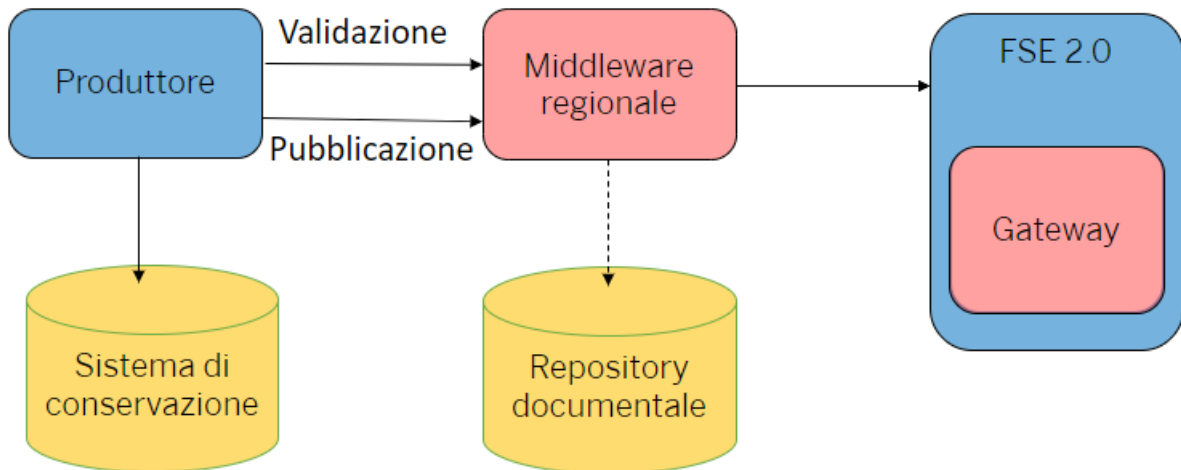 Validazione
Produttore
Middleware
regionale
FSE 2.0
Pubblicazione
Gateway
Sistema di
conservazione
Repository
documentale